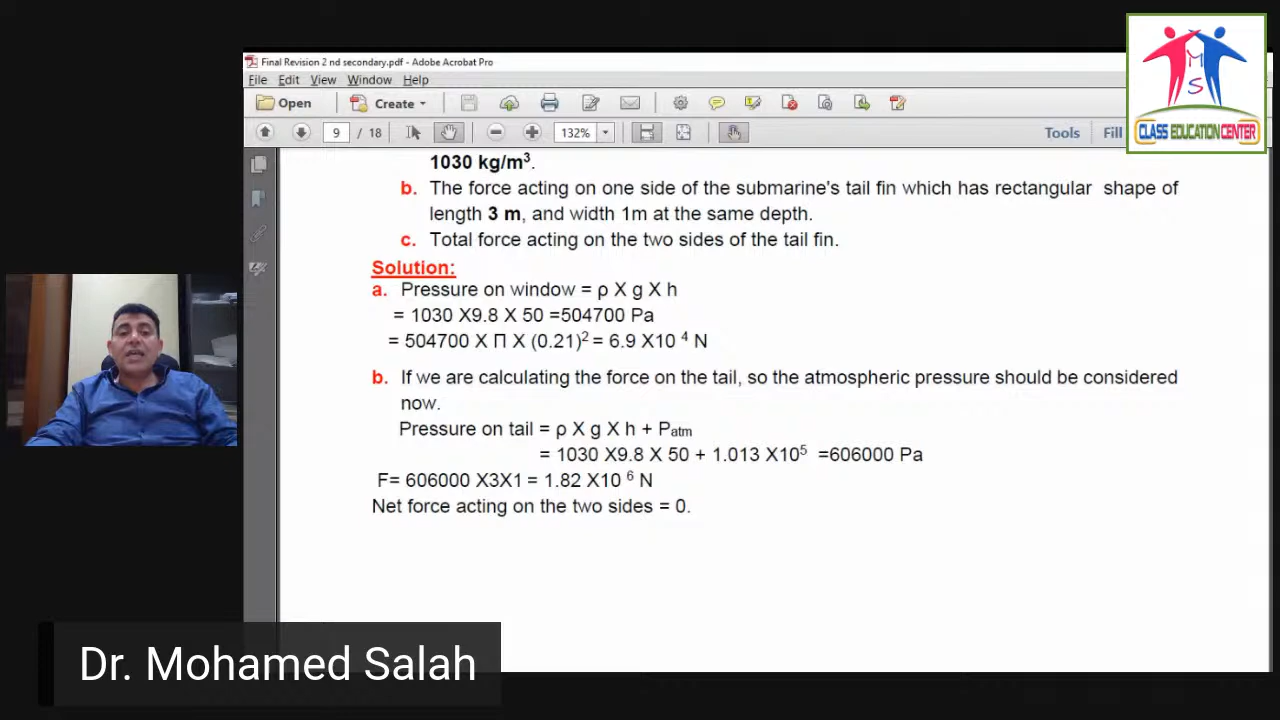 Final Revision 2 nd secondary.pdf - Adobe Acrobat Pro
File Edit View Window Help
Open Create
9 / 18 132% Tools Fill
M
S
CLASS EDUCATION CENTER
1030 kg/m³.
b. The force acting on one side of the submarine's tail fin which has rectangular shape of
length 3 m, and width 1m at the same depth.
c. Total force acting on the two sides of the tail fin.
Solution:
a. Pressure on window = ρ X g X h
= 1030 X9.8 X 50 =504700 Pa
= 504700 X Π X (0.21)² = 6.9 X10 ⁴ N
b. If we are calculating the force on the tail, so the atmospheric pressure should be considered
now.
Pressure on tail = ρ X g X h + Patm
= 1030 X9.8 X 50 + 1.013 X10⁵ =606000 Pa
F= 606000 X3X1 = 1.82 X10 ⁶ N
Net force acting on the two sides = 0.
Dr. Mohamed Salah